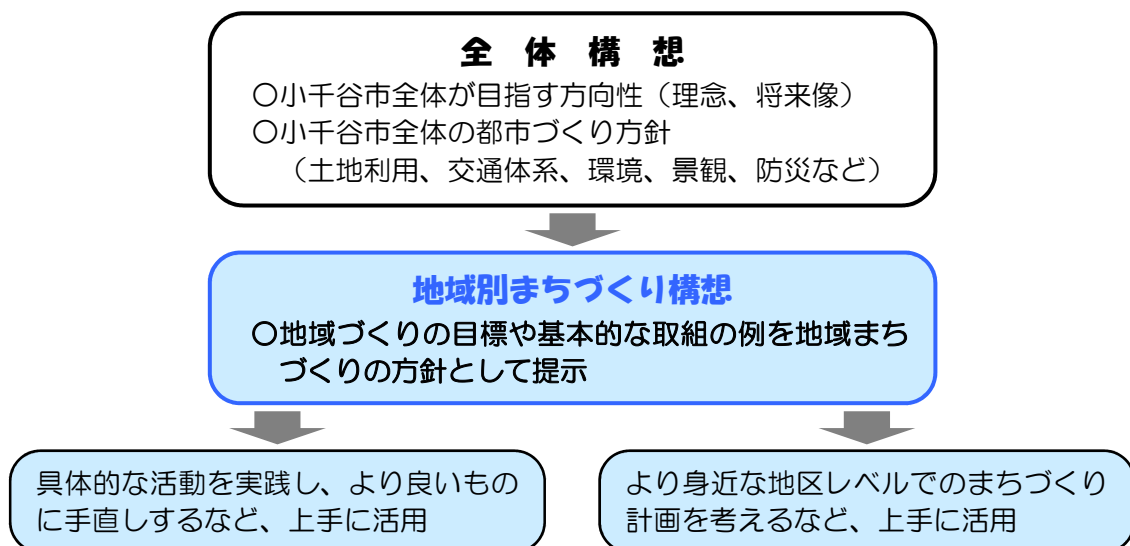 全体構想
○小千谷市全体が目指す方向性（理念、将来像）
○小千谷市全体の都市づくり方針
（土地利用、交通体系、環境、景観、防災など）
地域別まちづくり構想
○地域づくりの目標や基本的な取組の例を地域まち
づくりの方針として提示
具体的な活動を実践し、より良いもの
に手直しするなど、上手に活用
より身近な地区レベルでのまちづくり
計画を考えるなど、上手に活用